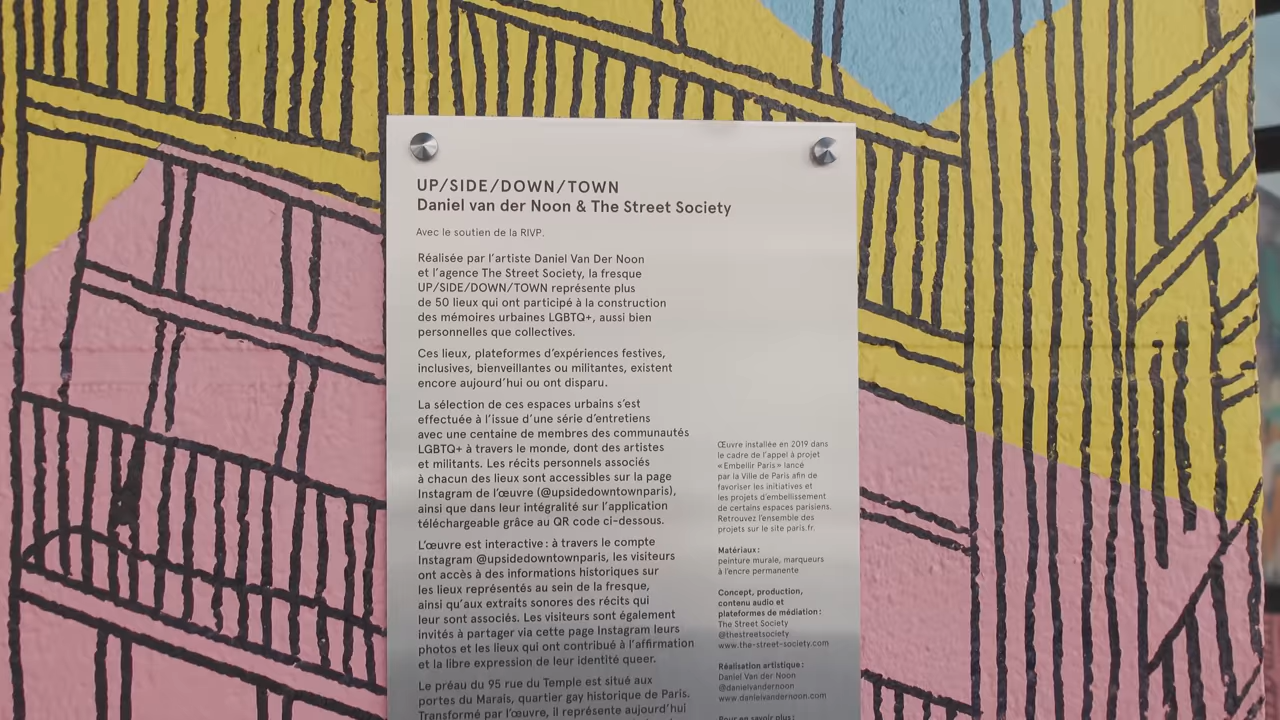 UP/SIDE/DOWN/TOWN
Daniel van der Noon & The Street Society
Avec le soutien de la RIVP.
Réalisée par l'artiste Daniel Van Der Noon
et l'agence The Street Society, la fresque
UP/SIDE/DOWN/TOWN représente plus
de 50 lieux qui ont participé à la construction
des mémoires urbaines LGBTQ+, aussi bien
personnelles que collectives.
Ces lieux, plateformes d'expériences festives,
inclusives, bienveillantes ou militantes, existent
encore aujourd'hui ou ont disparu.
La sélection de ces espaces urbains s'est
effectuée à l'issue d'une série d'entretiens
avec une centaine de membres des communautés
LGBTQ+ à travers le monde, dont des artistes
et militants. Les récits personnels associés
à chacun des lieux sont accessibles sur la page
Instagram de l'œuvre (@upsidedowntownparis),
ainsi que dans leur intégralité sur l'application
téléchargeable grâce au QR code ci-dessous.
L'œuvre est interactive : à travers le compte
Instagram @upsidedowntownparis, les visiteurs
ont accès à des informations historiques sur
les lieux représentés au sein de la fresque,
ainsi qu'aux extraits sonores des récits qui
leur sont associés. Les visiteurs sont également
invités à partager via cette page Instagram leurs
photos et les lieux qui ont contribué à l'affirmation
et la libre expression de leur identité queer.
Le préau du 95 rue du Temple est situé aux
portes du Marais, quartier gay historique de Paris.
Transformé par l'œuvre, il représente aujourd'hui
Œuvre installée en 2019 dans
le cadre de l'appel à projet
« Embellir Paris » lancé
par la Ville de Paris afin de
favoriser les initiatives et
les projets d'embellissement
de certains espaces parisiens.
Retrouvez l'ensemble des
projets sur le site paris.fr.
Matériaux :
peinture murale, marqueurs
à l'encre permanente
Concept, production,
contenu audio et
plateformes de médiation :
The Street Society
@thestreetsociety
www.the-street-society.com
Réalisation artistique :
Daniel Van der Noon
@danielvandernoon
www.danielvandernoon.com
Pour en savoir plus :